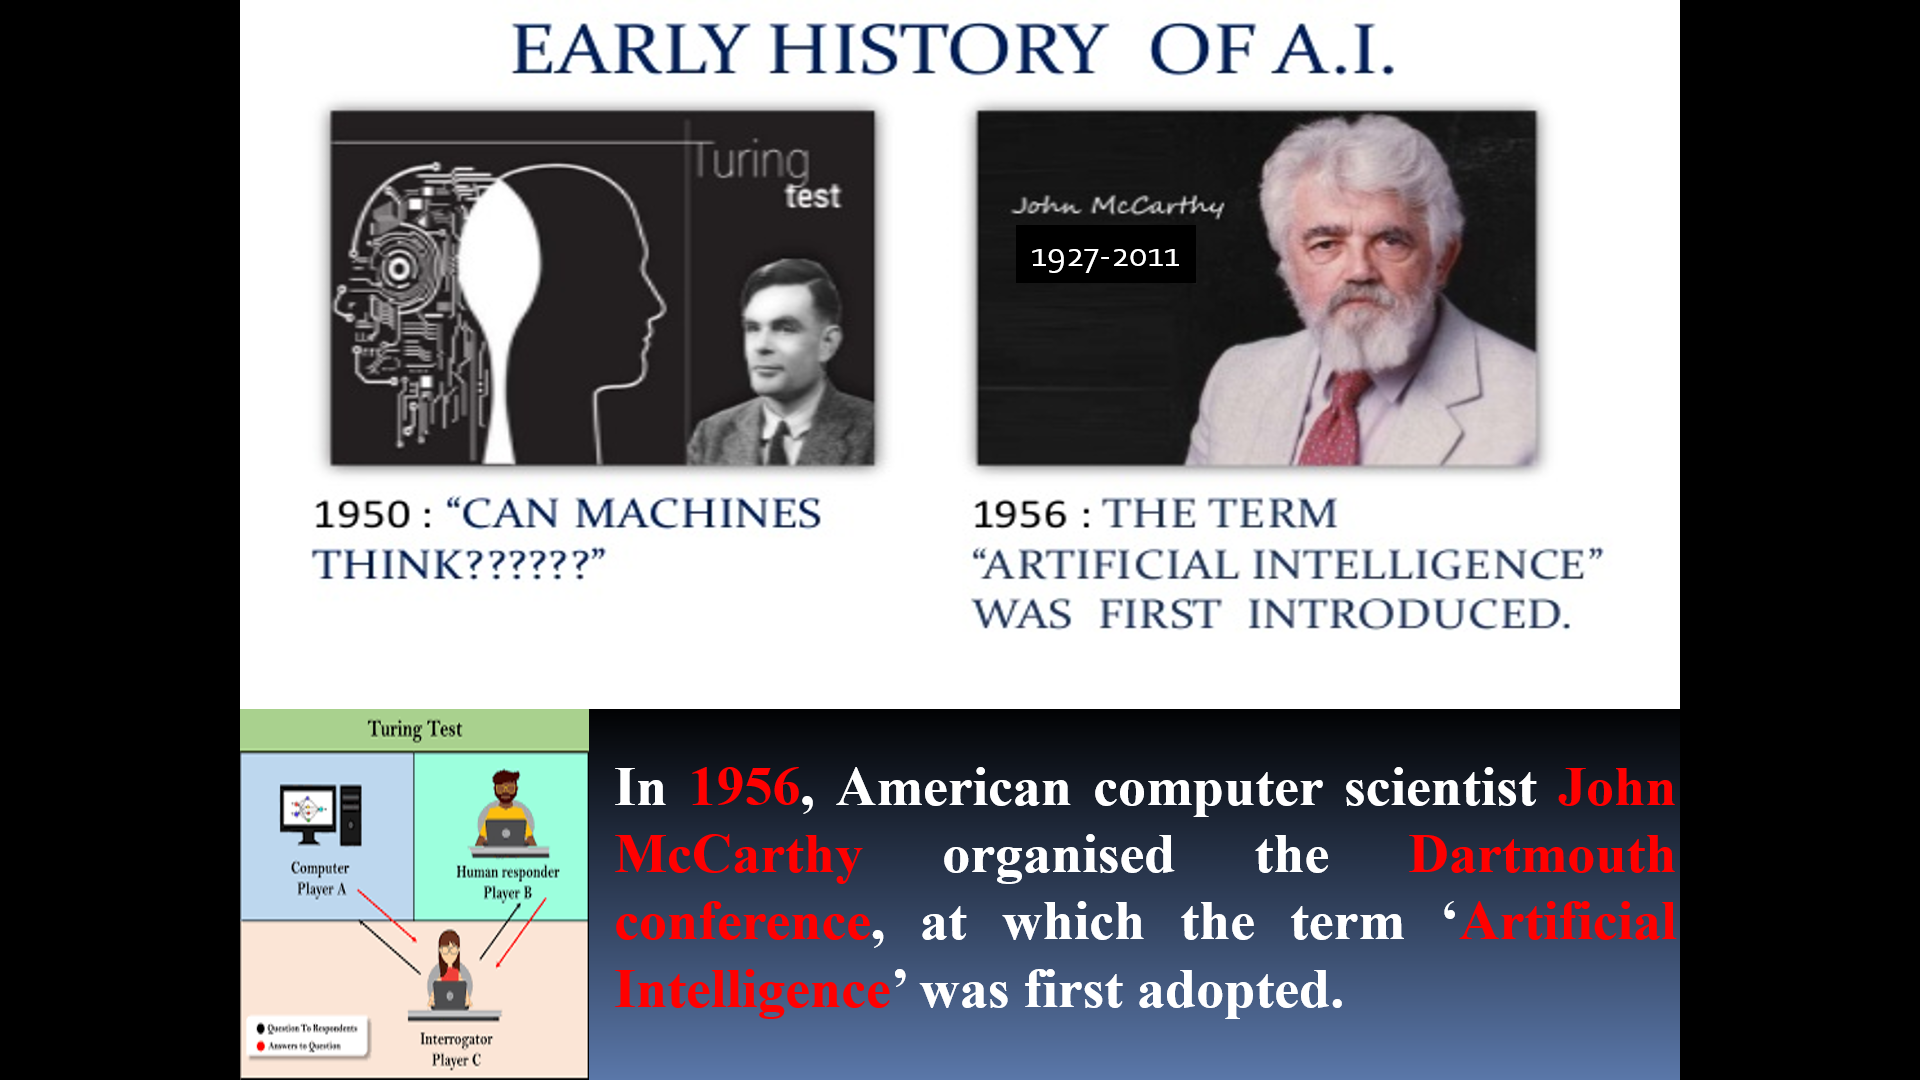 EARLY HISTORY OF A.I.
Turing
test
John McCarthy
1927-2011
1950 : “CAN MACHINES
THINK??????”
1956 : THE TERM
“ARTIFICIAL INTELLIGENCE”
WAS FIRST INTRODUCED.
Turing Test
Computer
Player A
Human responder
Player B
Question To Respondents
Answers to Question
Interrogator
Player C
In 1956, American computer scientist John
McCarthy organised the Dartmouth
conference, at which the term ‘Artificial
Intelligence’ was first adopted.